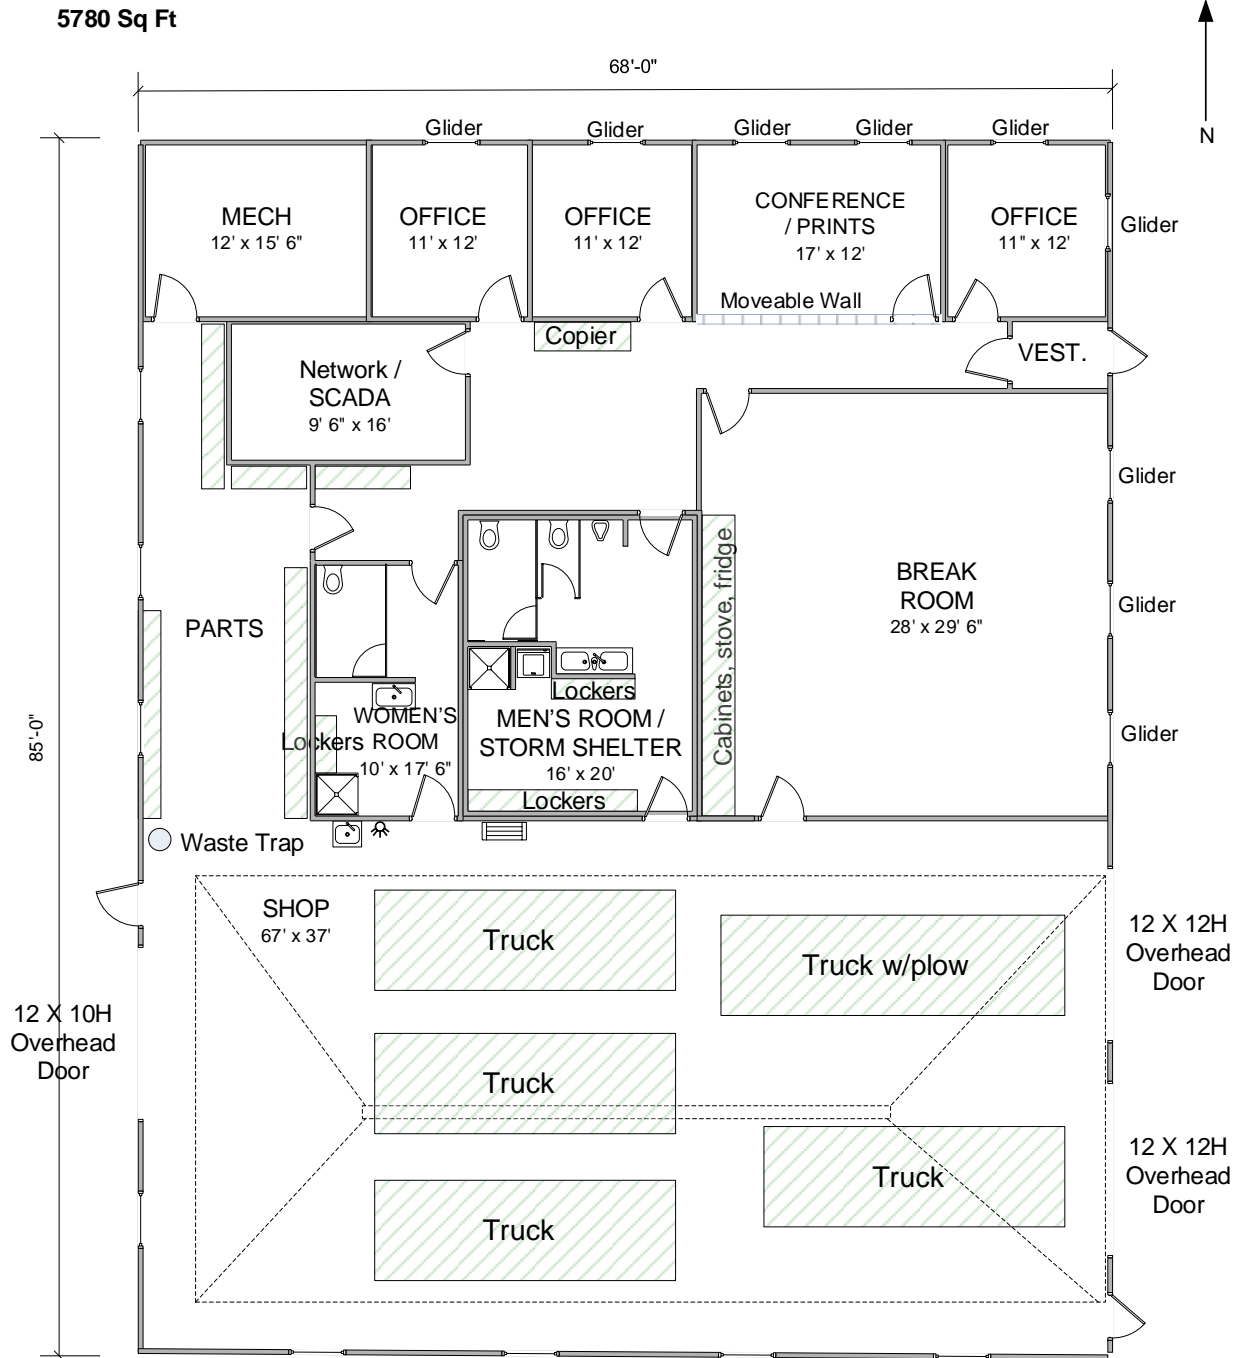 5780 Sq Ft
68'-0"
N
Glider
Glider
Glider
Glider
Glider
MECH
12' x 15' 6"
OFFICE
11' x 12'
OFFICE
11' x 12'
CONFERENCE
/ PRINTS
17' x 12'
OFFICE
11" x 12'
Glider
Moveable Wall
Copier
VEST.
Network /
SCADA
9' 6" x 16'
Glider
Cabinets, stove, fridge
BREAK
ROOM
28' x 29' 6"
Glider
PARTS
85'-0"
Lockers
WOMEN'S
ROOM
10' x 17' 6"
Lockers
MEN'S ROOM /
STORM SHELTER
16' x 20'
Lockers
Glider
Waste Trap
SHOP
67' x 37'
Truck
Truck w/plow
12 X 12H
Overhead
Door
12 X 10H
Overhead
Door
Truck
Truck
12 X 12H
Overhead
Door
Truck